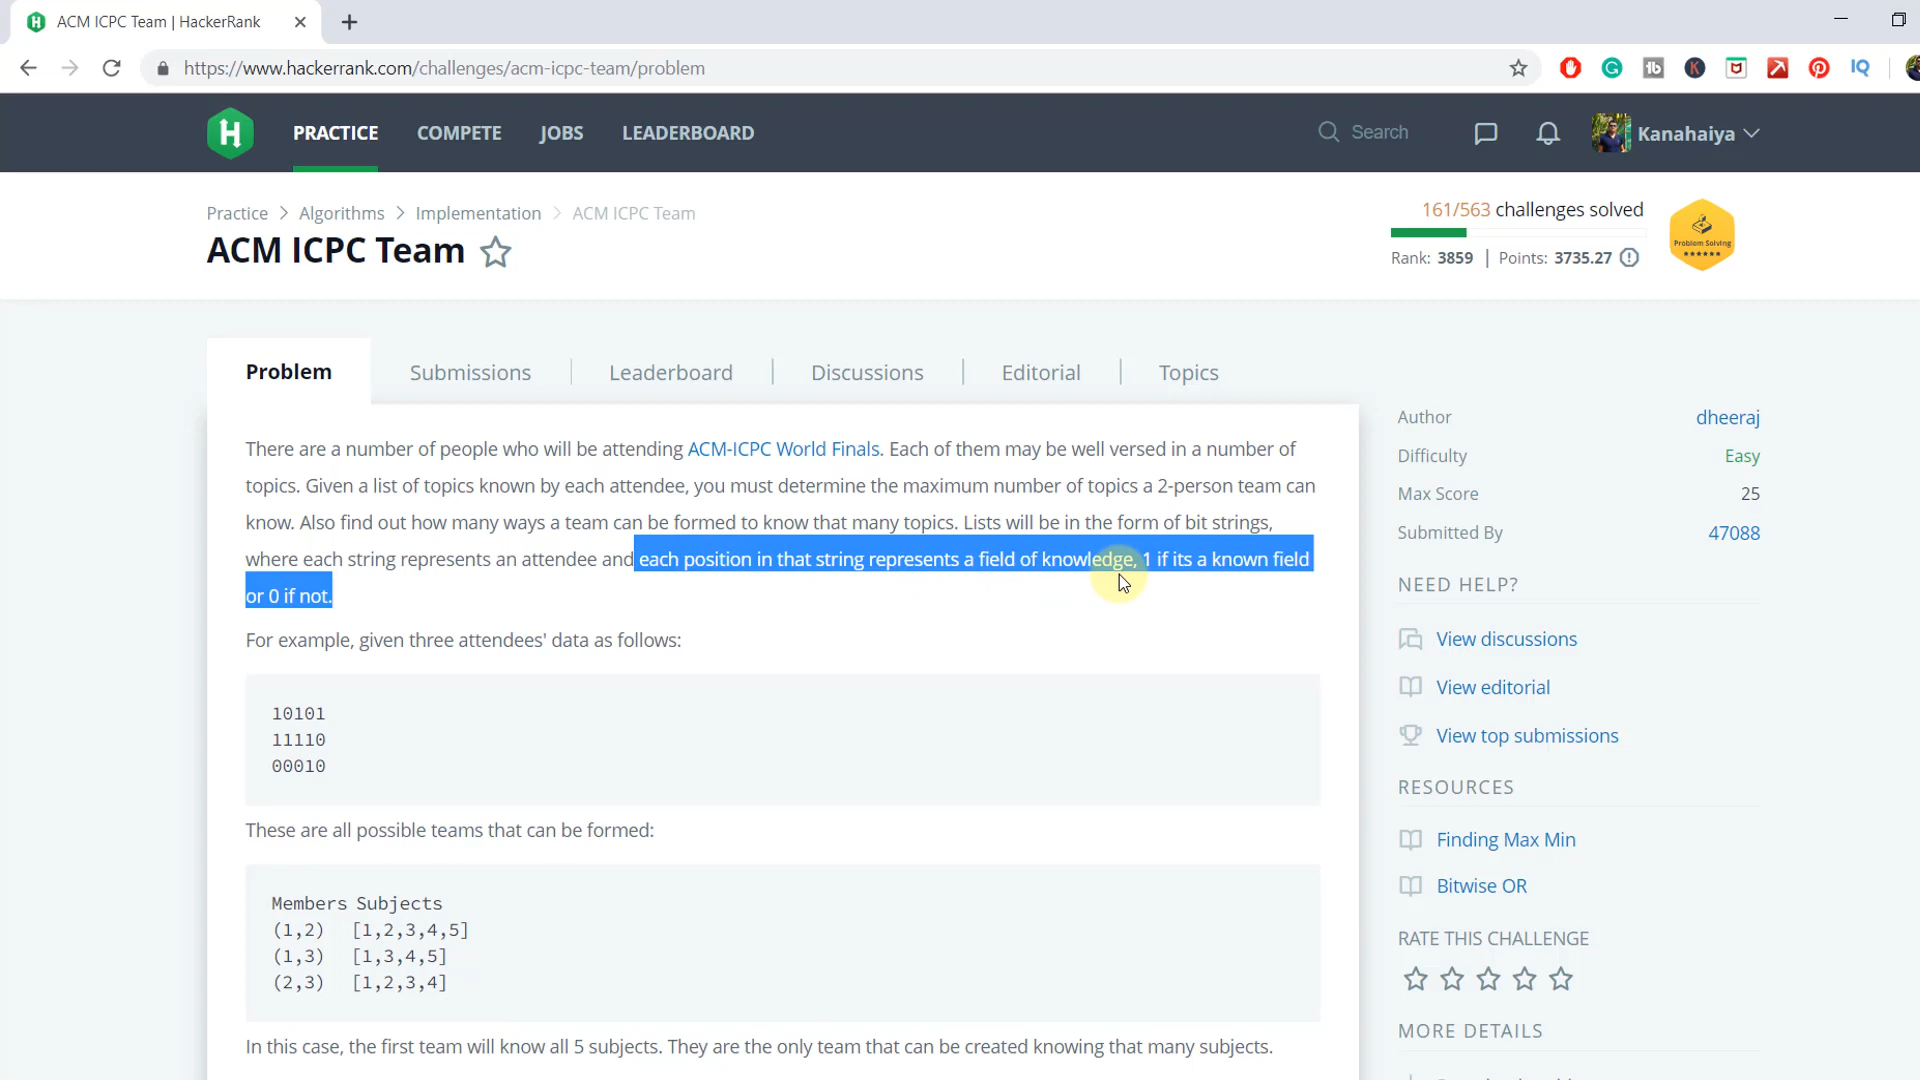 ACM ICPC Team | HackerRank
https://www.hackerrank.com/challenges/acm-icpc-team/problem
PRACTICE COMPETE JOBS LEADERBOARD Search Kanahaiya
Practice > Algorithms > Implementation > ACM ICPC Team
161/563 challenges solved
ACM ICPC Team
Rank: 3859 | Points: 3735.27
Problem Solving
Problem Submissions Leaderboard Discussions Editorial Topics
There are a number of people who will be attending ACM-ICPC World Finals. Each of them may be well versed in a number of
topics. Given a list of topics known by each attendee, you must determine the maximum number of topics a 2-person team can
know. Also find out how many ways a team can be formed to know that many topics. Lists will be in the form of bit strings,
where each string represents an attendee and each position in that string represents a field of knowledge, 1 if its a known field
or 0 if not.
For example, given three attendees' data as follows:
10101
11110
00010
These are all possible teams that can be formed:
Members Subjects
(1,2) [1,2,3,4,5]
(1,3) [1,3,4,5]
(2,3) [1,2,3,4]
In this case, the first team will know all 5 subjects. They are the only team that can be created knowing that many subjects.
Author dheeraj
Difficulty Easy
Max Score 25
Submitted By 47088
NEED HELP?
View discussions
View editorial
View top submissions
RESOURCES
Finding Max Min
Bitwise OR
RATE THIS CHALLENGE
MORE DETAILS